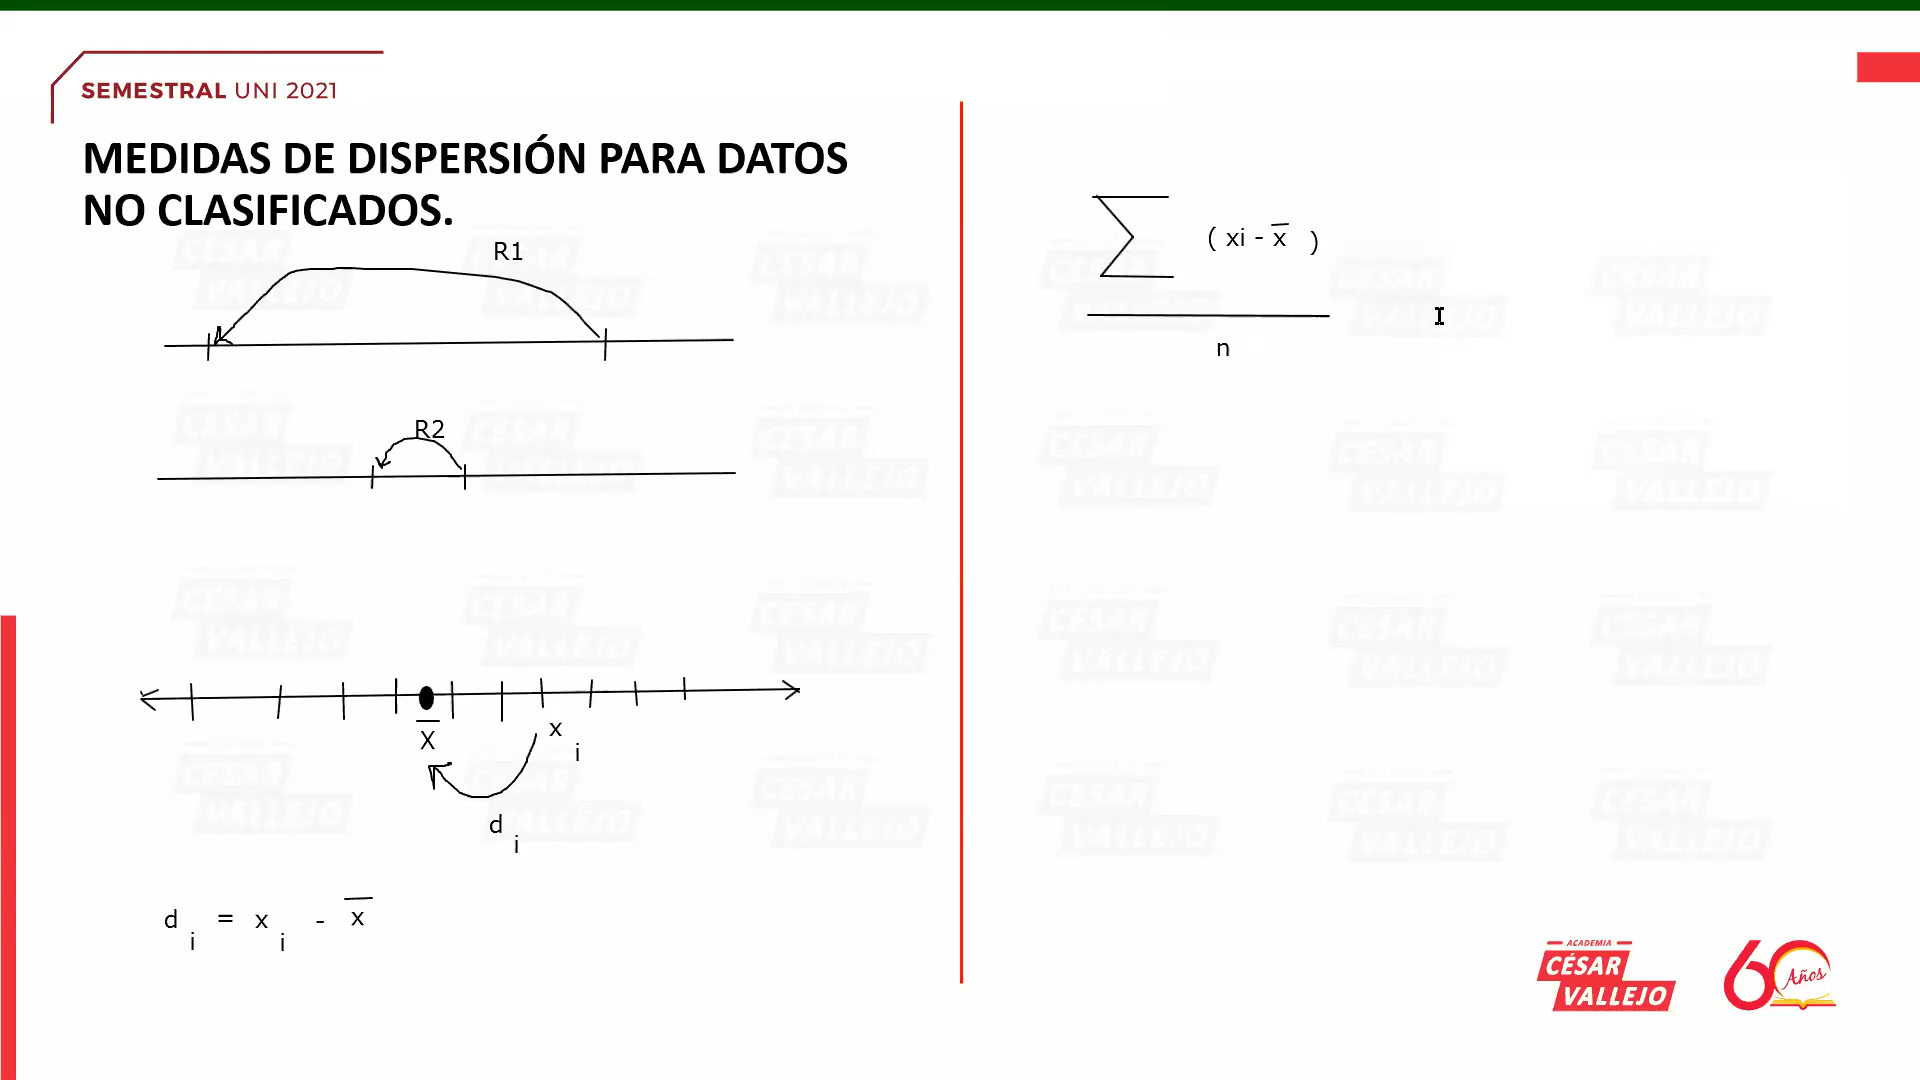 SEMESTRAL UNI 2021
MEDIDAS DE DISPERSIÓN PARA DATOS
NO CLASIFICADOS.
R1
R2
X̅
x i
d i
d i = x i - x̅
∑ ( xi - x̅ )
n
ACADEMIA
CÉSAR
VALLEJO
60 Años